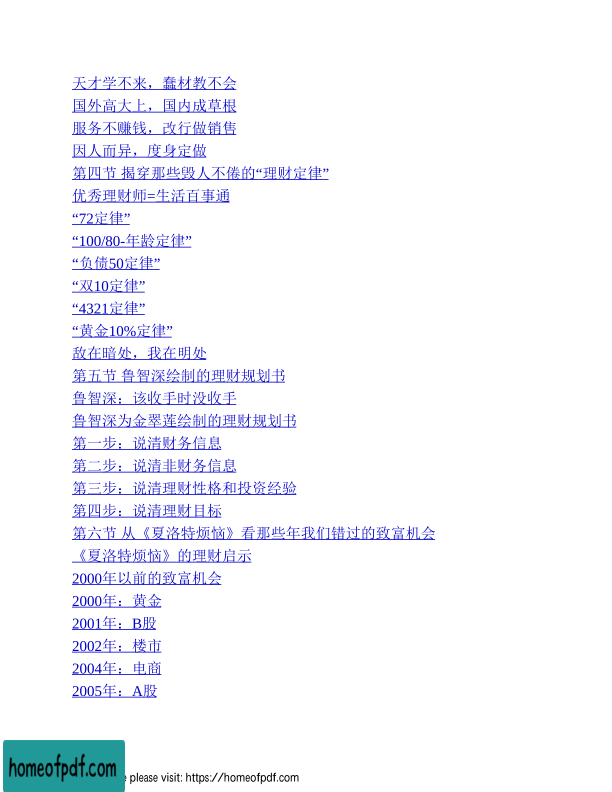 天才学不来，蠢材教不会
国外高大上，国内成草根
服务不赚钱，改行做销售
因人而异，度身定做
第四节 揭穿那些毁人不倦的“理财定律”
优秀理财师=生活百事通
“72定律”
“100/80-年龄定律”
“负债50定律”
“双10定律”
“4321定律”
“黄金10%定律”
敌在暗处，我在明处
第五节 鲁智深绘制的理财规划书
鲁智深：该收手时没收手
鲁智深为金翠莲绘制的理财规划书
第一步：说清财务信息
第二步：说清非财务信息
第三步：说清理财性格和投资经验
第四步：说清理财目标
第六节 从《夏洛特烦恼》看那些年我们错过的致富机会
《夏洛特烦恼》的理财启示
2000年以前的致富机会
2000年：黄金
2001年：B股
2002年：楼市
2004年：电商
2005年：A股
homeofpdf.com
e please visit: https://homeofpdf.com